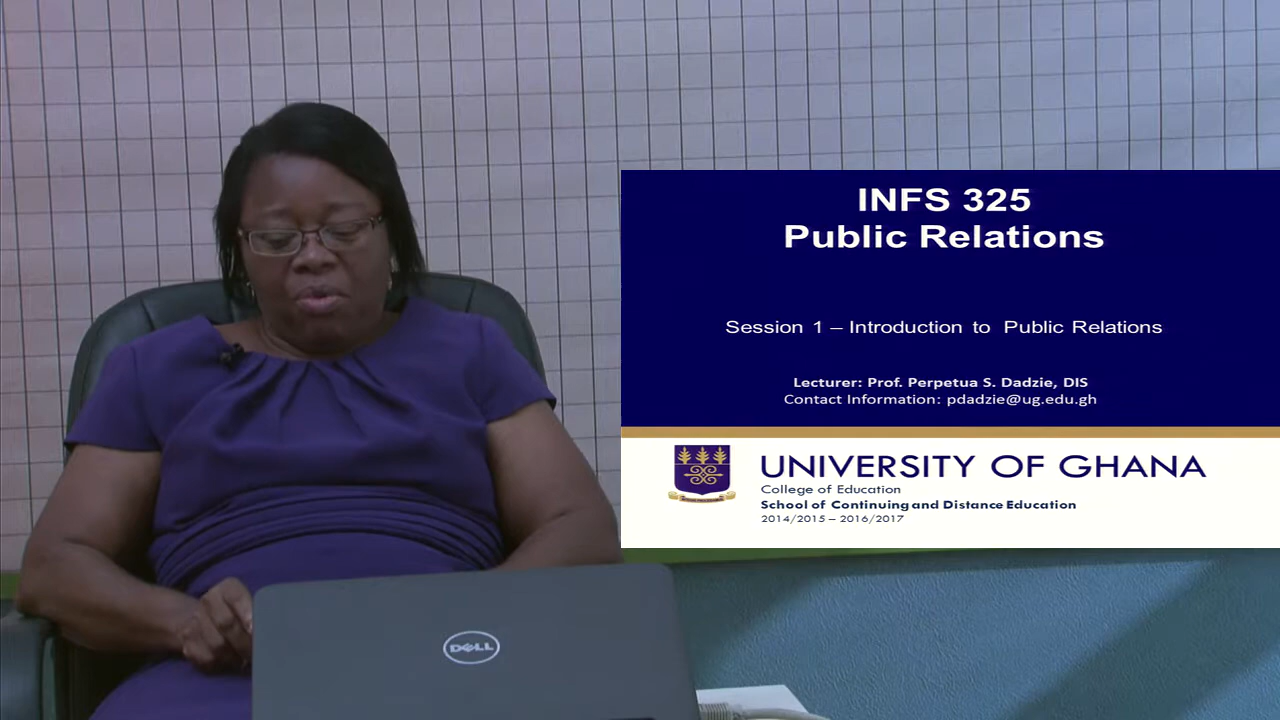 INFS 325
Public Relations
Session 1 – Introduction to Public Relations
Lecturer: Prof. Perpetua S. Dadzie, DIS
Contact Information: pdadzie@ug.edu.gh
UNIVERSITY OF GHANA
College of Education
School of Continuing and Distance Education
2014/2015 – 2016/2017
DELL